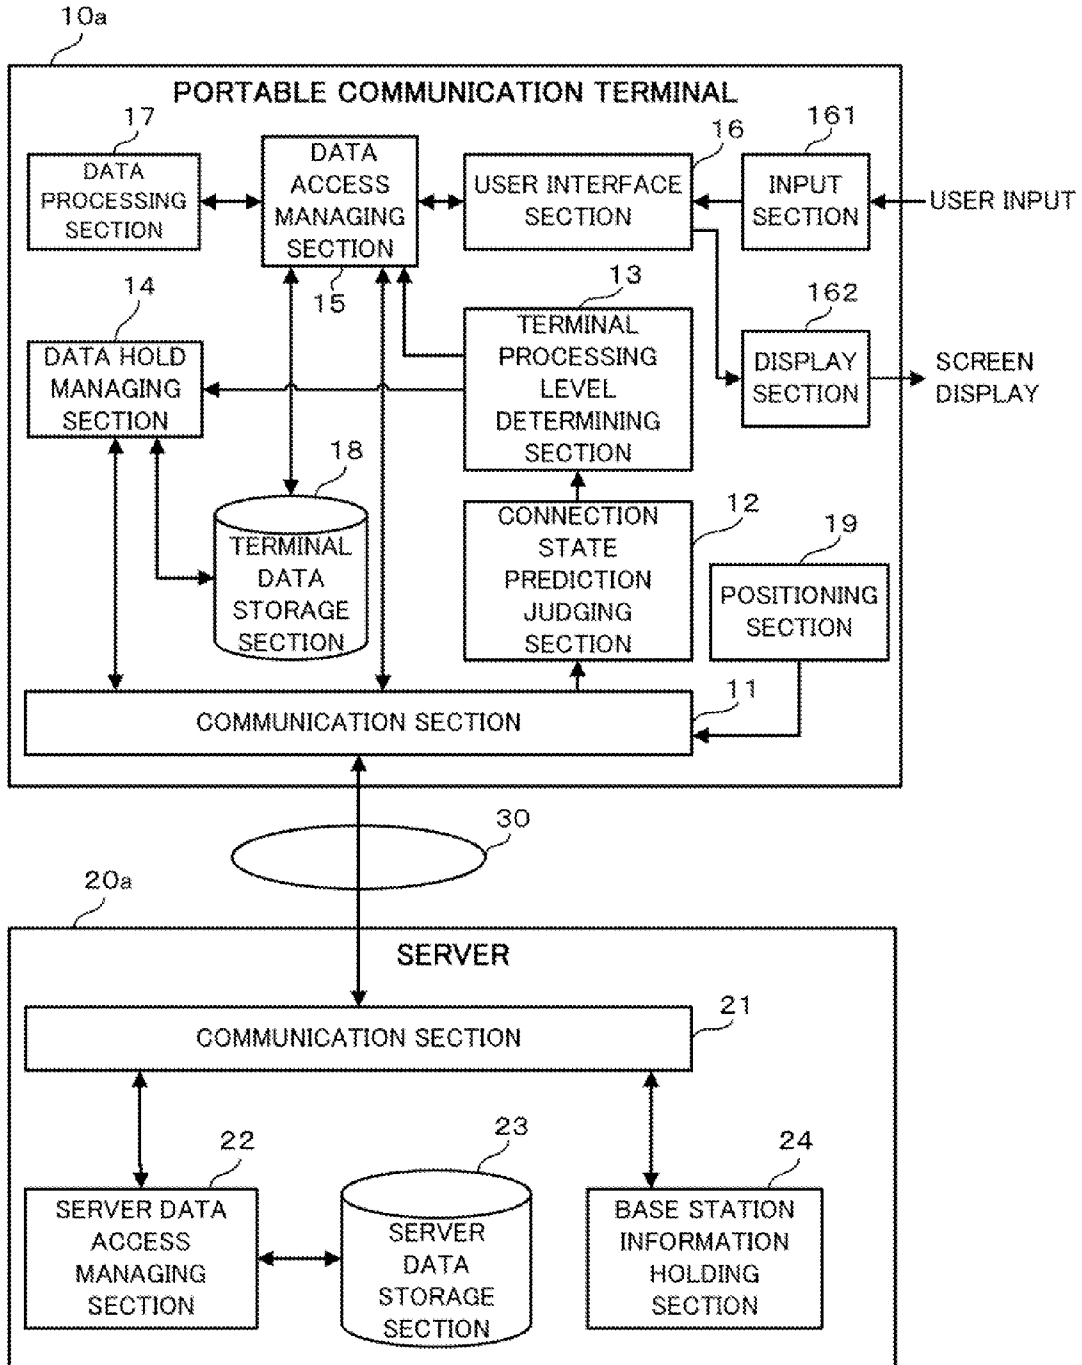 10a
PORTABLE COMMUNICATION TERMINAL
17
DATA
PROCESSING
SECTION
DATA
ACCESS
MANAGING
SECTION
15
16
USER INTERFACE
SECTION
161
INPUT
SECTION
USER INPUT
14
DATA HOLD
MANAGING
SECTION
13
TERMINAL
PROCESSING
LEVEL
DETERMINING
SECTION
162
DISPLAY
SECTION
SCREEN
DISPLAY
18
TERMINAL
DATA
STORAGE
SECTION
12
CONNECTION
STATE
PREDICTION
JUDGING
SECTION
19
POSITIONING
SECTION
11
COMMUNICATION SECTION
30
20a
SERVER
21
COMMUNICATION SECTION
22
SERVER DATA
ACCESS
MANAGING
SECTION
23
SERVER
DATA
STORAGE
SECTION
24
BASE STATION
INFORMATION
HOLDING
SECTION